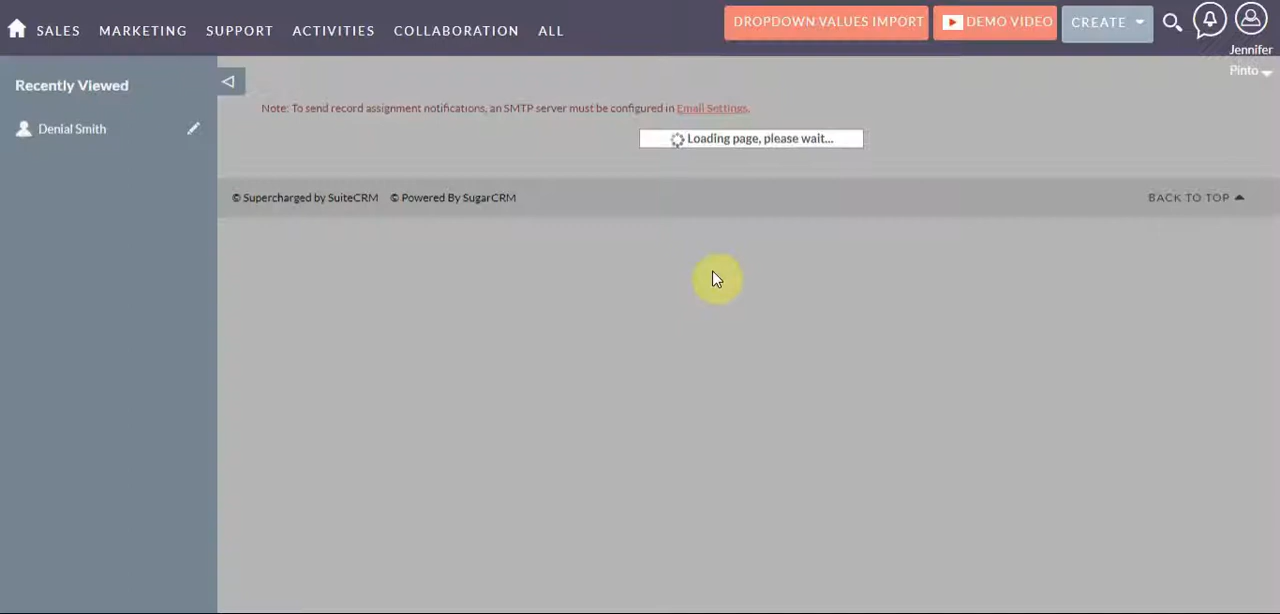 SALES MARKETING SUPPORT ACTIVITIES COLLABORATION ALL DROPDOWN VALUES IMPORT DEMO VIDEO CREATE
Jennifer
Pinto
Recently Viewed
Denial Smith
Note: To send record assignment notifications, an SMTP server must be configured in Email Settings.
Loading page, please wait...
© Supercharged by SuiteCRM © Powered By SugarCRM BACK TO TOP